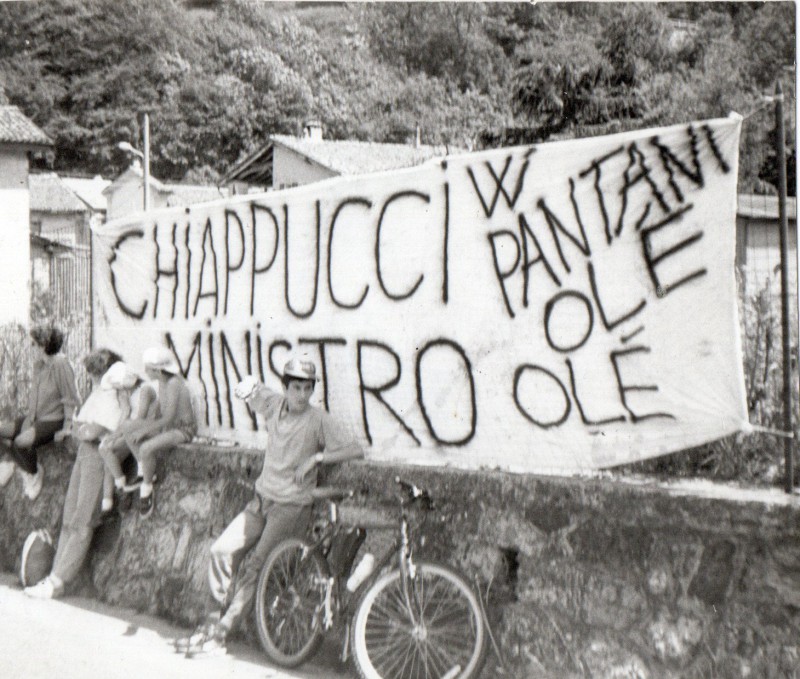 CHIAPPUCCI
MINISTRO
W PANTANI
OLÉ
OLÉ